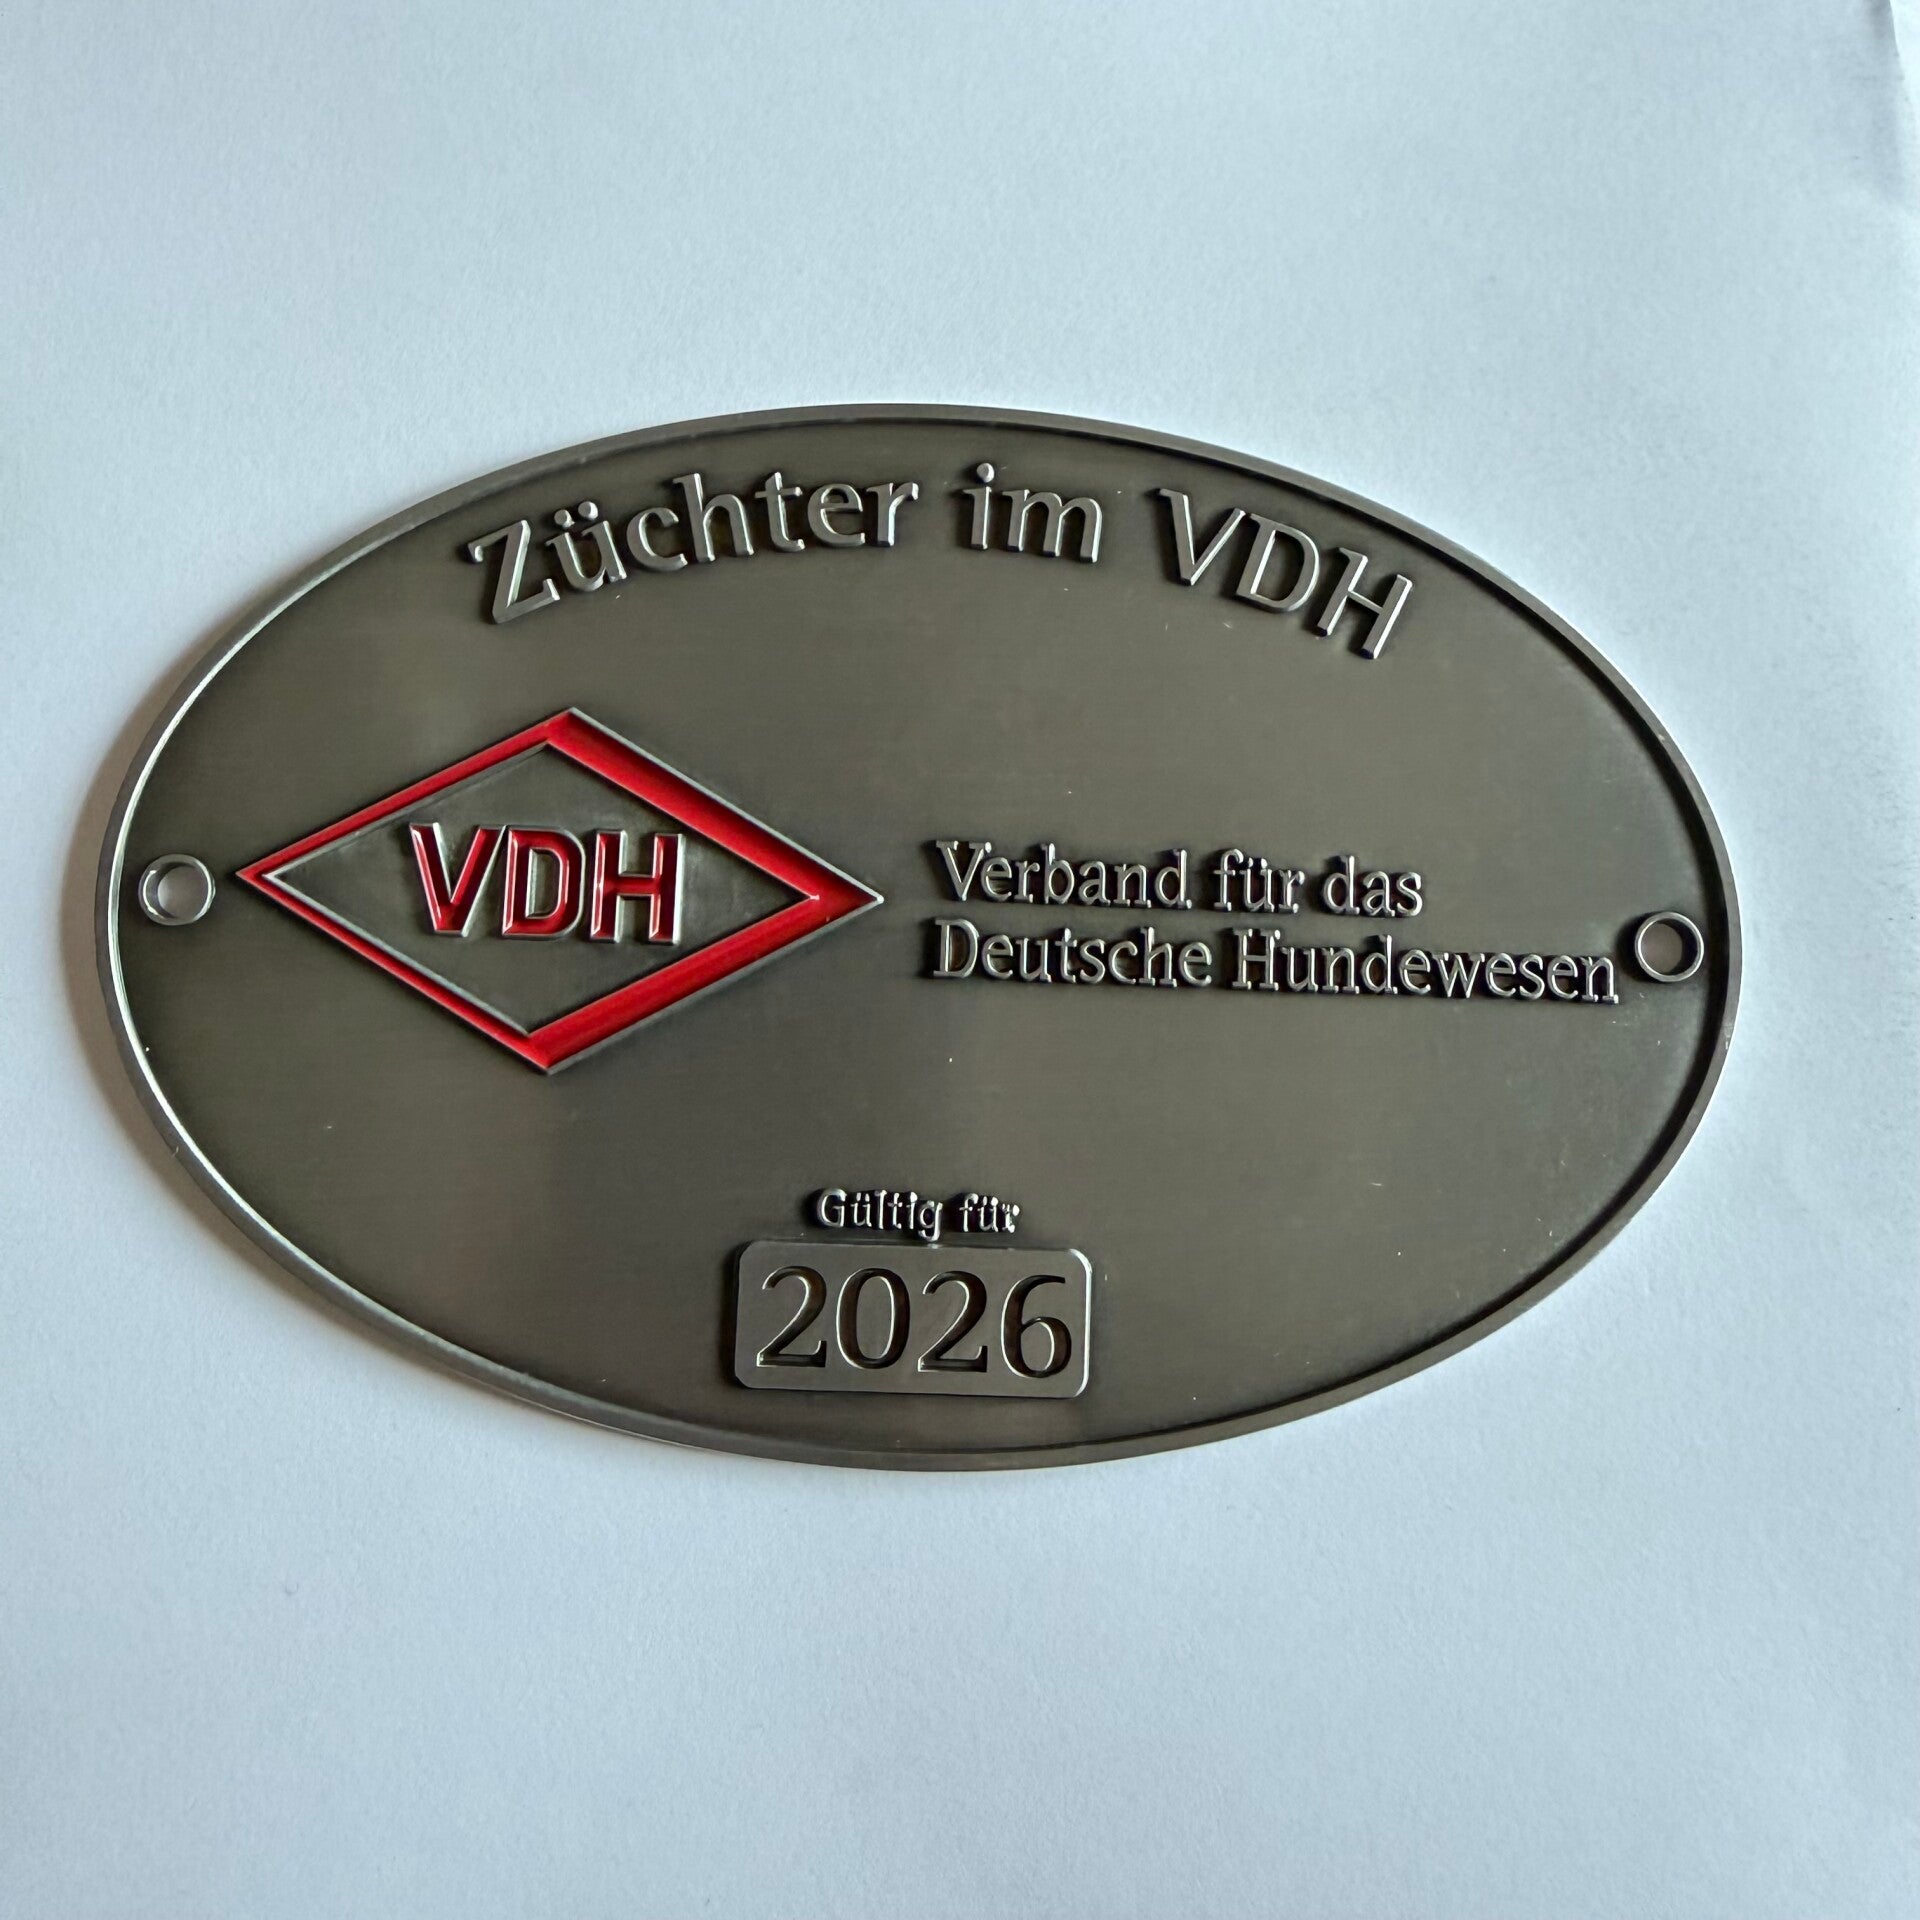 Züchter im VDH
VDH
Verband für das
Deutsche Hundewesen
Gültig für
2026